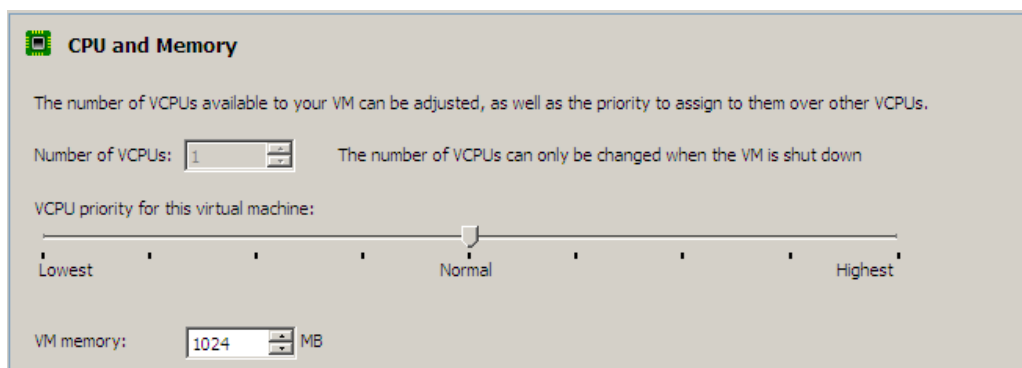 CPU and Memory
The number of VCPUs available to your VM can be adjusted, as well as the priority to assign to them over other VCPUs.
Number of VCPUs: 1 The number of VCPUs can only be changed when the VM is shut down
VCPU priority for this virtual machine:
Lowest Normal Highest
VM memory: 1024 MB